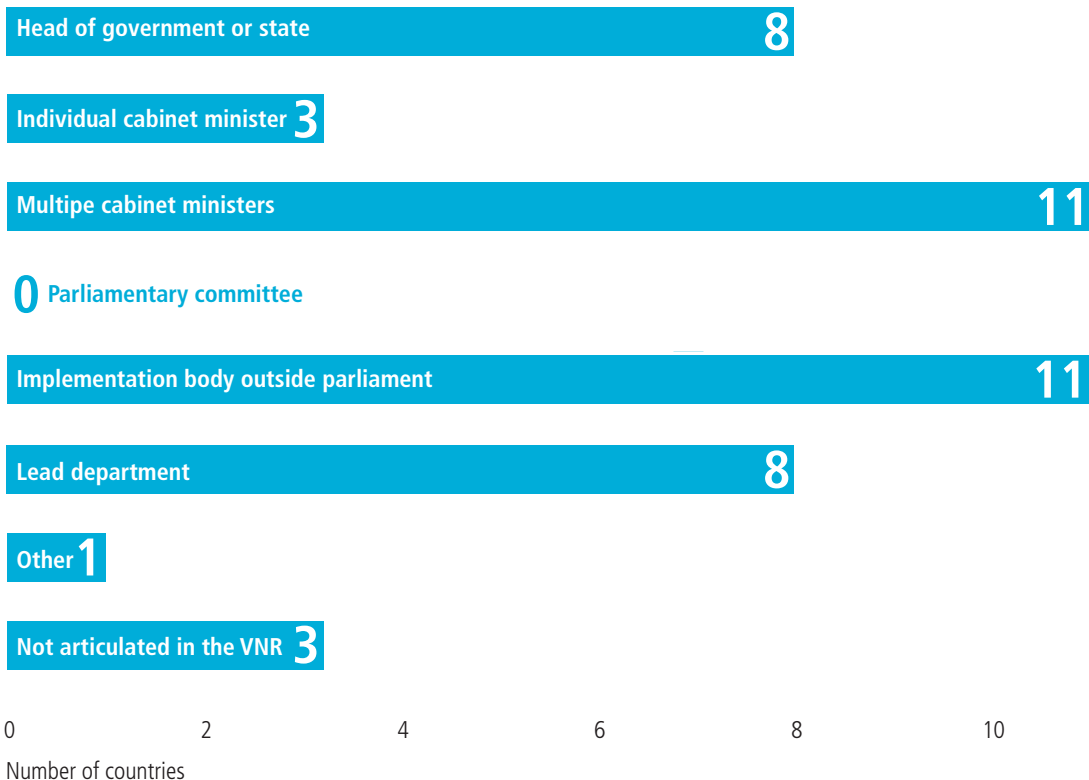 Head of government or state 8
Individual cabinet minister 3
Multipe cabinet ministers 11
0 Parliamentary committee
Implementation body outside parliament 11
Lead department 8
Other 1
Not articulated in the VNR 3
0 2 4 6 8 10
Number of countries